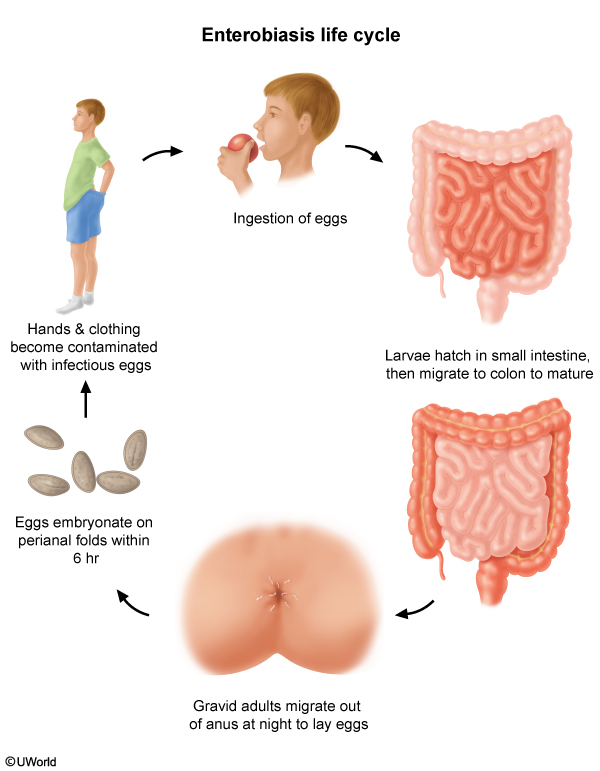 Enterobiasis life cycle
Ingestion of eggs
Larvae hatch in small intestine,
then migrate to colon to mature
Gravid adults migrate out
of anus at night to lay eggs
Eggs embryonate on
perianal folds within
6 hr
Hands & clothing
become contaminated
with infectious eggs
©UWorld